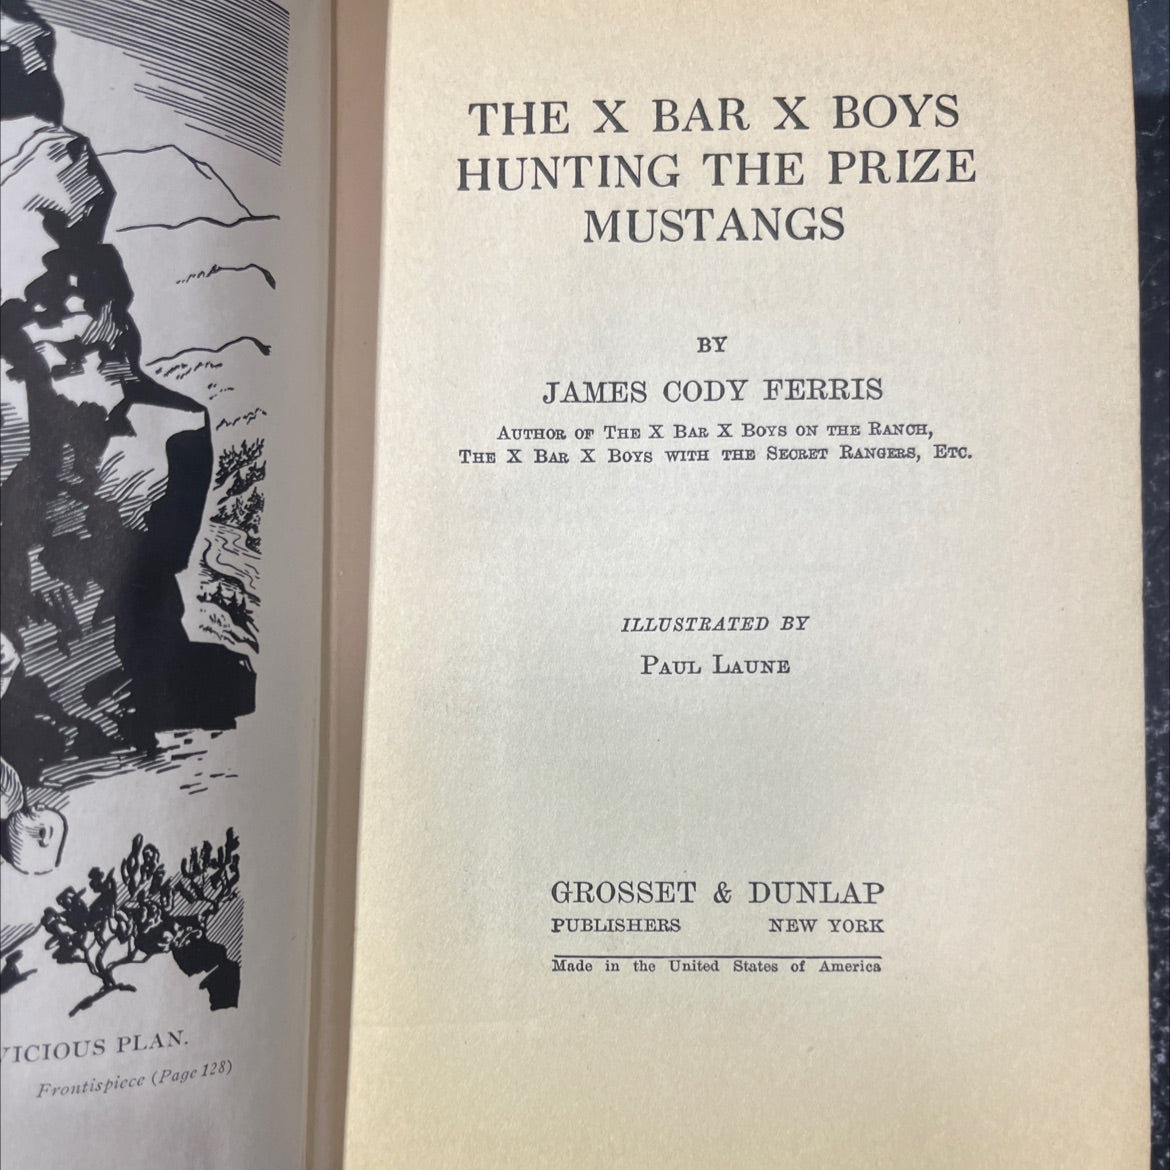 VICIOUS PLAN.
Frontispiece (Page 128)
THE X BAR X BOYS
HUNTING THE PRIZE
MUSTANGS
BY
JAMES CODY FERRIS
AUTHOR OF THE X BAR X BOYS ON THE RANCH,
THE X BAR X BOYS WITH THE SECRET RANGERS, ETC.
ILLUSTRATED BY
PAUL LAUNE
GROSSET & DUNLAP
PUBLISHERS NEW YORK
Made in the United States of America